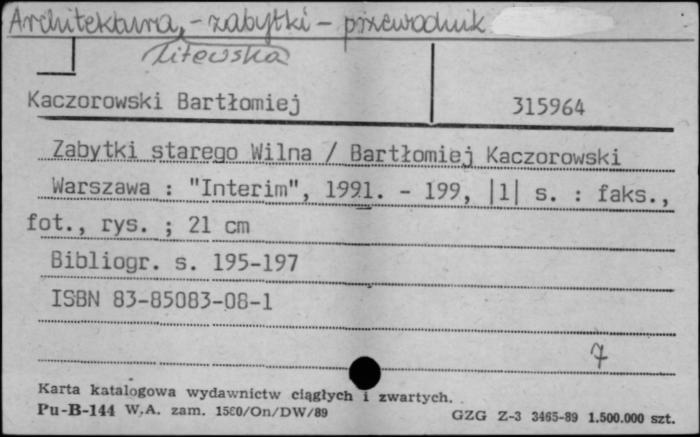 Architektura, - zabytki - przewodnik
litewska
Kaczorowski Bartłomiej 315964
Zabytki starego Wilna / Bartłomiej Kaczorowski
Warszawa : "Interim", 1991. - 199, |1| s. : faks.,
fot., rys. ; 21 cm
Bibliogr. s. 195-197
ISBN 83-85083-08-1
7
Karta katalogowa wydawnictw ciągłych i zwartych.
Pu-B-144 W.A. zam. 1580/On/DW/89 GZG Z-3 3465-89 1.500.000 szt.